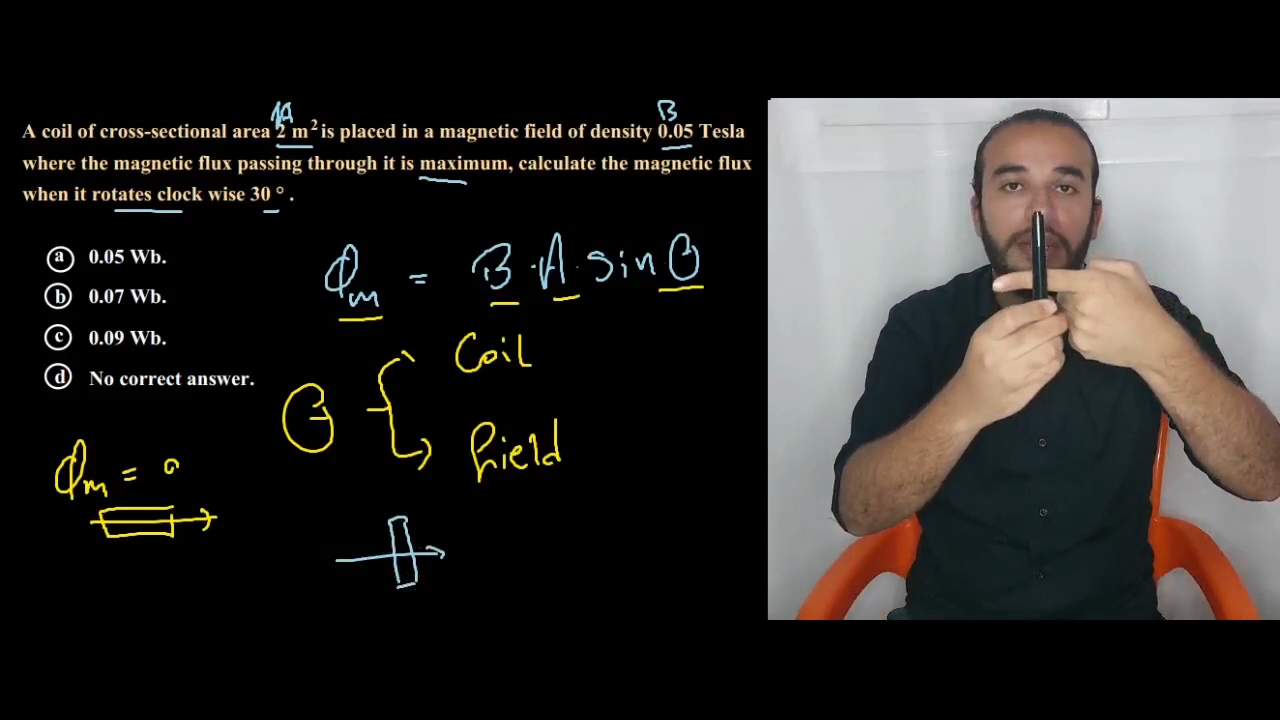 A
B
A coil of cross-sectional area 2 m² is placed in a magnetic field of density 0.05 Tesla
where the magnetic flux passing through it is maximum, calculate the magnetic flux
when it rotates clock wise 30 °.
a 0.05 Wb.
b 0.07 Wb.
c 0.09 Wb.
d No correct answer.
Φm = B . A . sin Θ
Θ
Coil
field
Φm = 0